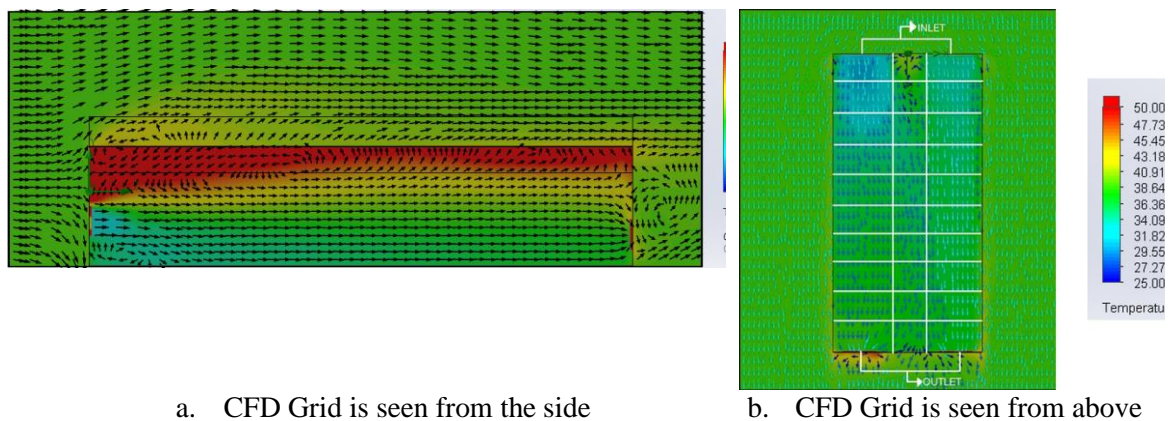 INLET
OUTLET
50.00
47.73
45.45
43.18
40.91
38.64
36.36
34.09
31.82
29.55
27.27
25.00
Temperatu
a. CFD Grid is seen from the side
b. CFD Grid is seen from above